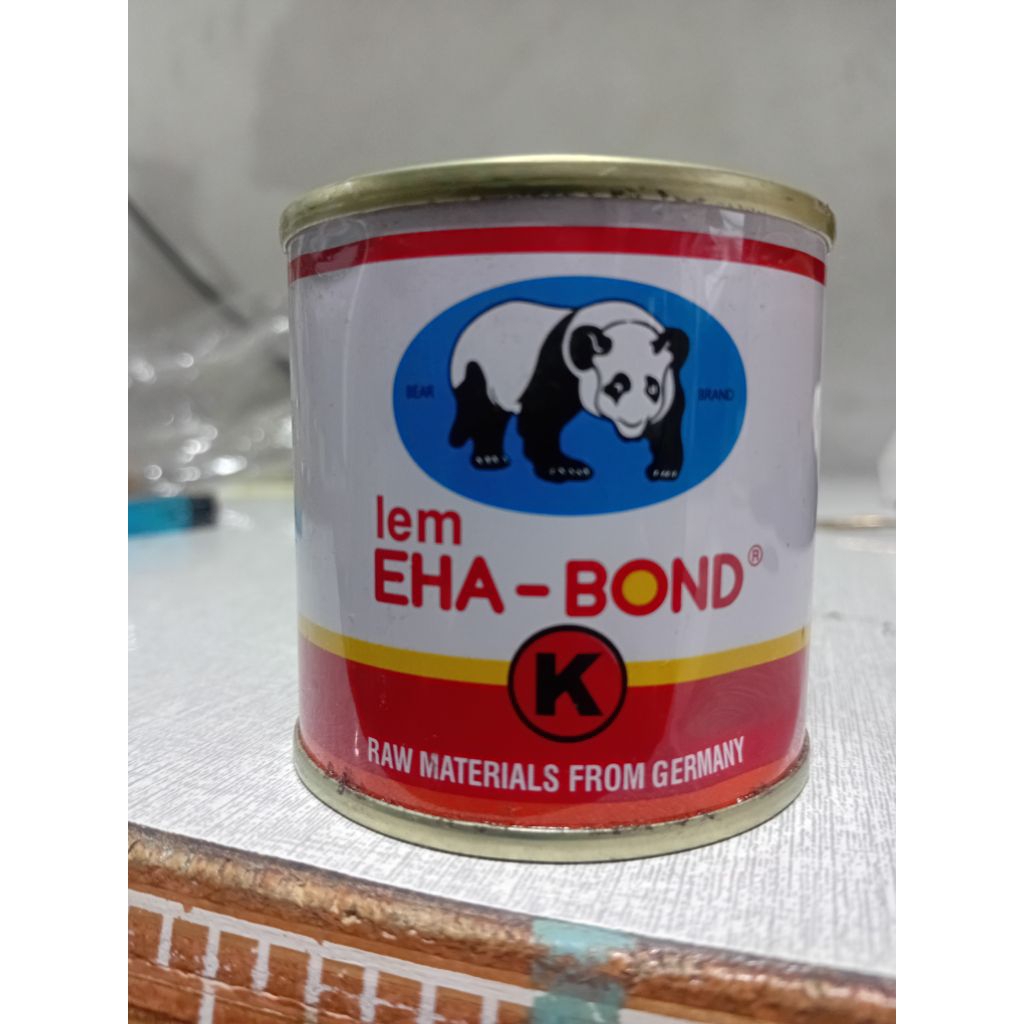 BEAR BRAND
lem
EHA-BOND®
K
RAW MATERIALS FROM GERMANY